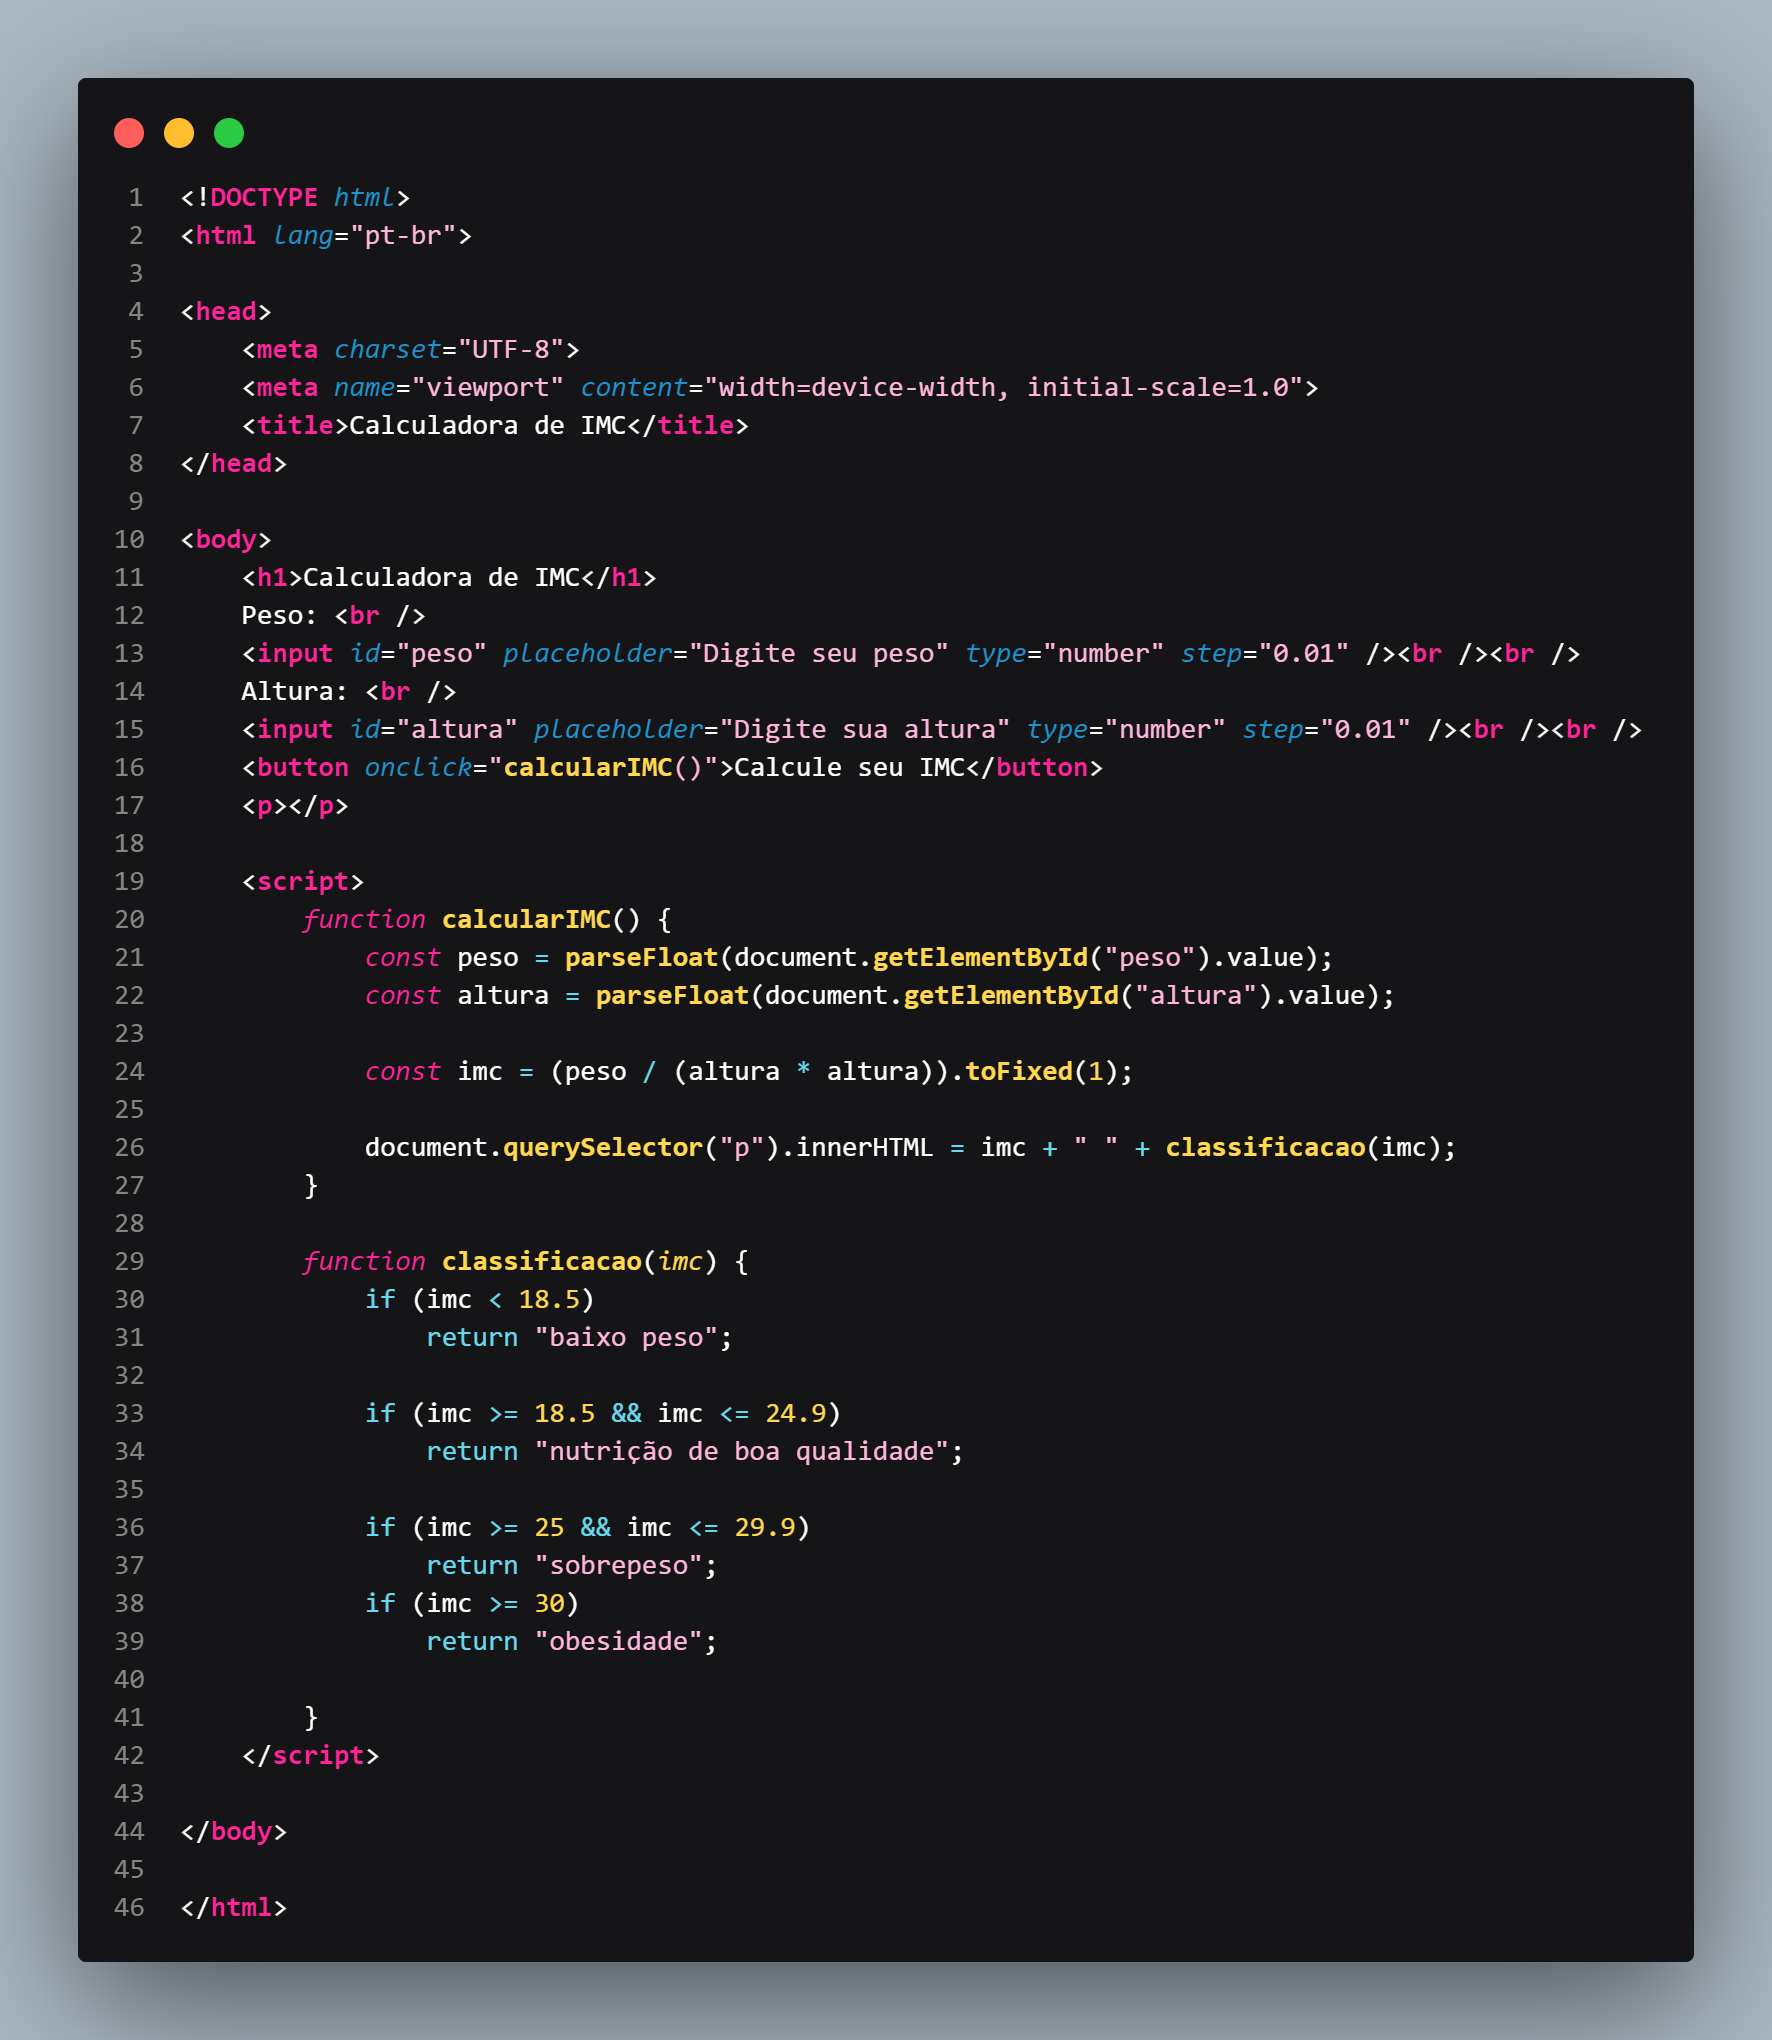 1 <!DOCTYPE html>
2 <html lang="pt-br">
3
4 <head>
5     <meta charset="UTF-8">
6     <meta name="viewport" content="width=device-width, initial-scale=1.0">
7     <title>Calculadora de IMC</title>
8 </head>
9
10 <body>
11     <h1>Calculadora de IMC</h1>
12     Peso: <br />
13     <input id="peso" placeholder="Digite seu peso" type="number" step="0.01" /><br /><br />
14     Altura: <br />
15     <input id="altura" placeholder="Digite sua altura" type="number" step="0.01" /><br /><br />
16     <button onclick="calcularIMC()">Calcule seu IMC</button>
17     <p></p>
18
19     <script>
20         function calcularIMC() {
21             const peso = parseFloat(document.getElementById("peso").value);
22             const altura = parseFloat(document.getElementById("altura").value);
23
24             const imc = (peso / (altura * altura)).toFixed(1);
25
26             document.querySelector("p").innerHTML = imc + " " + classificacao(imc);
27         }
28
29         function classificacao(imc) {
30             if (imc < 18.5)
31                 return "baixo peso";
32
33             if (imc >= 18.5 && imc <= 24.9)
34                 return "nutrição de boa qualidade";
35
36             if (imc >= 25 && imc <= 29.9)
37                 return "sobrepeso";
38             if (imc >= 30)
39                 return "obesidade";
40
41         }
42     </script>
43
44 </body>
45
46 </html>